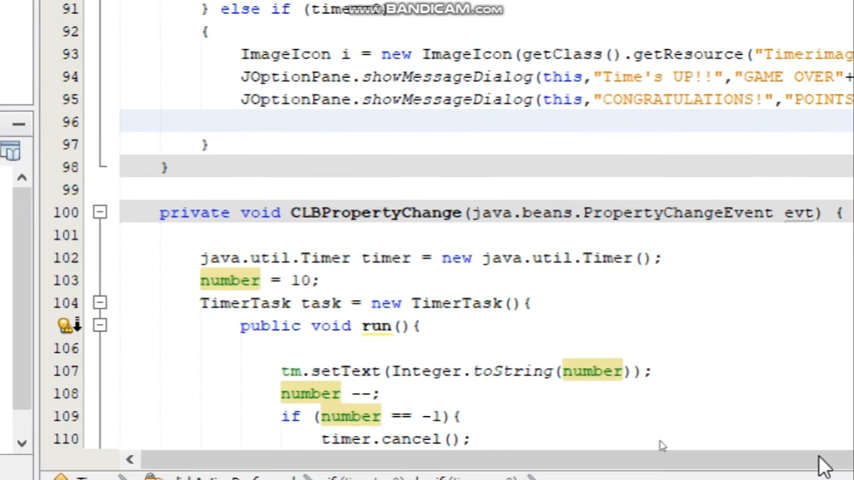 www.BANDICAM.com
91 } else if (time
92 {
93 ImageIcon i = new ImageIcon(getClass().getResource("Timerimag
94 JOptionPane.showMessageDialog(this,"Time's UP!!","GAME OVER"+
95 JOptionPane.showMessageDialog(this,"CONGRATULATIONS!","POINTS
96
97 }
98 }
99
100 private void CLBPropertyChange(java.beans.PropertyChangeEvent evt) {
101
102 java.util.Timer timer = new java.util.Timer();
103 number = 10;
104 TimerTask task = new TimerTask(){
public void run(){
106
107 tm.setText(Integer.toString(number));
108 number --;
109 if (number == -1){
110 timer.cancel();